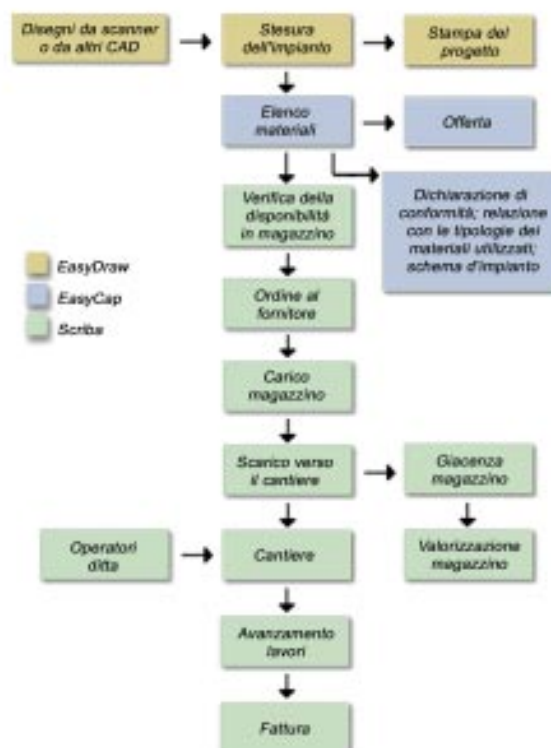 Disegni da scanner
o da altri CAD
Stesura
dell'impianto
Stampa del
progetto
Elenco
materiali
Offerta
Verifica della
disponibilità
in magazzino
Dichiarazione di
conformità; relazione
con le tipologie dei
materiali utilizzati;
schema d'impianto
EasyDraw
EasyCap
Scriba
Ordine al
fornitore
Carico
magazzino
Scarico verso
il cantiere
Giacenza
magazzino
Operatori
ditta
Cantiere
Valorizzazione
magazzino
Avanzamento
lavori
Fattura